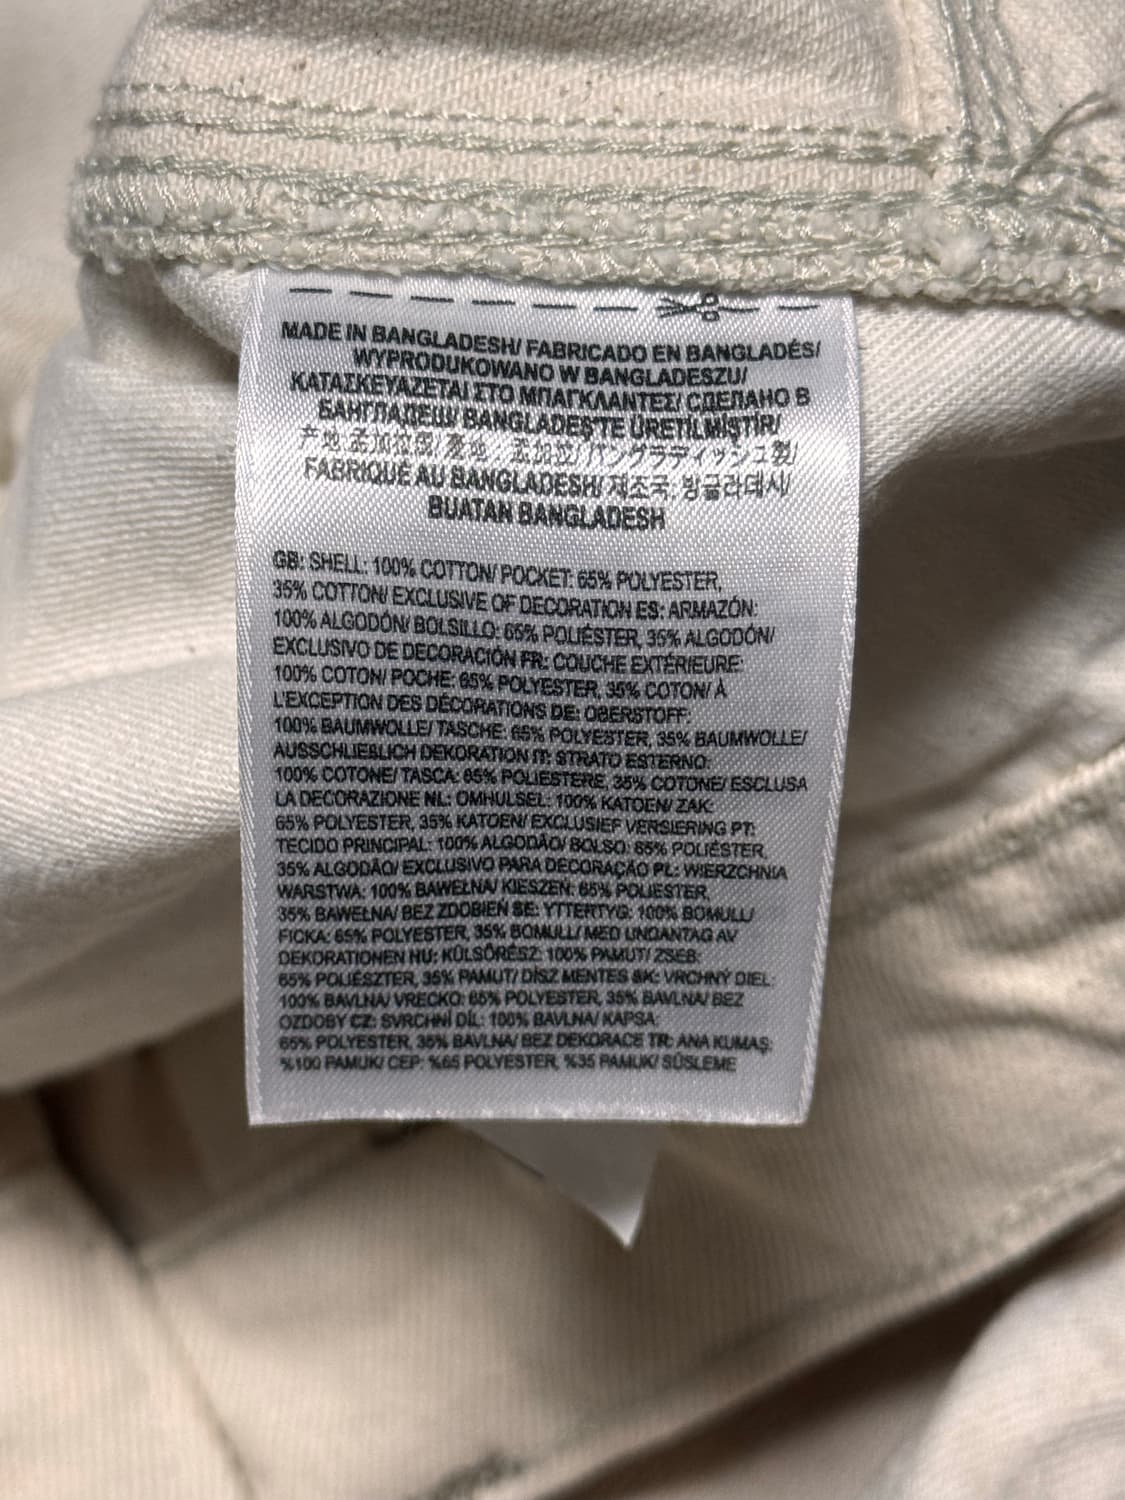 MADE IN BANGLADESH/ FABRICADO EN BANGLADÉS/
WYPRODUKOWANO W BANGLADESZU/
ΚΑΤΑΣΚΕΥΑΖΕΤΑΙ ΣΤΟ ΜΠΑΓΚΛΑΝΤΕΣ/ СДЕЛАНО В
БАНГЛАДЕШ/ BANGLADEŞ'TE ÜRETİLMİŞTİR/
产地:孟加拉国/產地:孟加拉/バングラディッシュ製/
FABRIQUÉ AU BANGLADESH/ 제조국: 방글라데시/
BUATAN BANGLADESH
GB: SHELL: 100% COTTON/ POCKET: 65% POLYESTER,
35% COTTON/ EXCLUSIVE OF DECORATION ES: ARMAZÓN:
100% ALGODÓN/ BOLSILLO: 65% POLIÉSTER, 35% ALGODÓN/
EXCLUSIVO DE DECORACIÓN FR: COUCHE EXTÉRIEURE:
100% COTON/ POCHE: 65% POLYESTER, 35% COTON/ À
L'EXCEPTION DES DÉCORATIONS DE: OBERSTOFF:
100% BAUMWOLLE/ TASCHE: 65% POLYESTER, 35% BAUMWOLLE/
AUSSCHLIEßLICH DEKORATION IT: STRATO ESTERNO:
100% COTONE/ TASCA: 65% POLIESTERE, 35% COTONE/ ESCLUSA
LA DECORAZIONE NL: OMHULSEL: 100% KATOEN/ ZAK:
65% POLYESTER, 35% KATOEN/ EXCLUSIEF VERSIERING PT:
TECIDO PRINCIPAL: 100% ALGODÃO/ BOLSO: 65% POLIÉSTER,
35% ALGODÃO/ EXCLUSIVO PARA DECORAÇÃO PL: WIERZCHNIA
WARSTWA: 100% BAWEŁNA/ KIESZEŃ: 65% POLIESTER,
35% BAWEŁNA/ BEZ ZDOBIEŃ SE: YTTERTYG: 100% BOMULL/
FICKA: 65% POLYESTER, 35% BOMULL/ MED UNDANTAG AV
DEKORATIONEN HU: KÜLSŐRÉSZ: 100% PAMUT/ ZSEB:
65% POLIÉSZTER, 35% PAMUT/ DÍSZ MENTES SK: VRCHNÝ DIEL:
100% BAVLNA/ VRECKO: 65% POLYESTER, 35% BAVLNA/ BEZ
OZDOBY CZ: SVRCHNÍ DÍL: 100% BAVLNA/ KAPSA:
65% POLYESTER, 35% BAVLNA/ BEZ DEKORACE TR: ANA KUMAŞ:
%100 PAMUK/ CEP: %65 POLYESTER, %35 PAMUK/ SÜSLEME